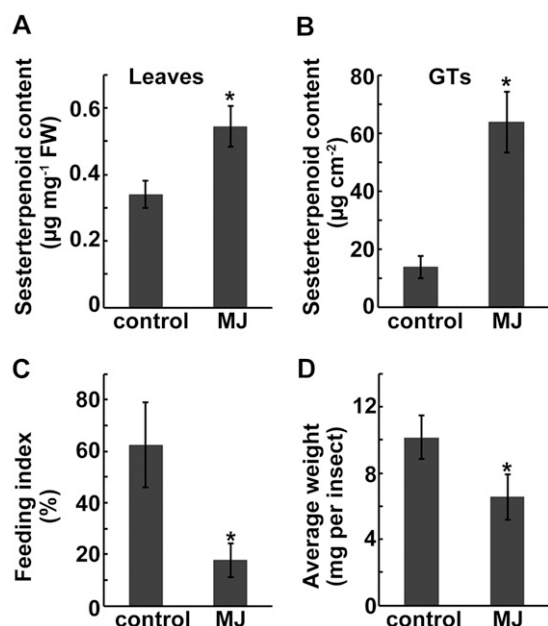 A
Leaves
Sesterterpenoid content
(µg mg⁻¹ FW)
0.6
0.4
0.2
0
*
control
MJ
B
GTs
Sesterterpenoid content
(µg cm⁻²)
80
60
40
20
0
*
control
MJ
C
Feeding index
(%)
80
60
40
20
0
*
control
MJ
D
Average weight
(mg per insect)
12
8
4
0
*
control
MJ